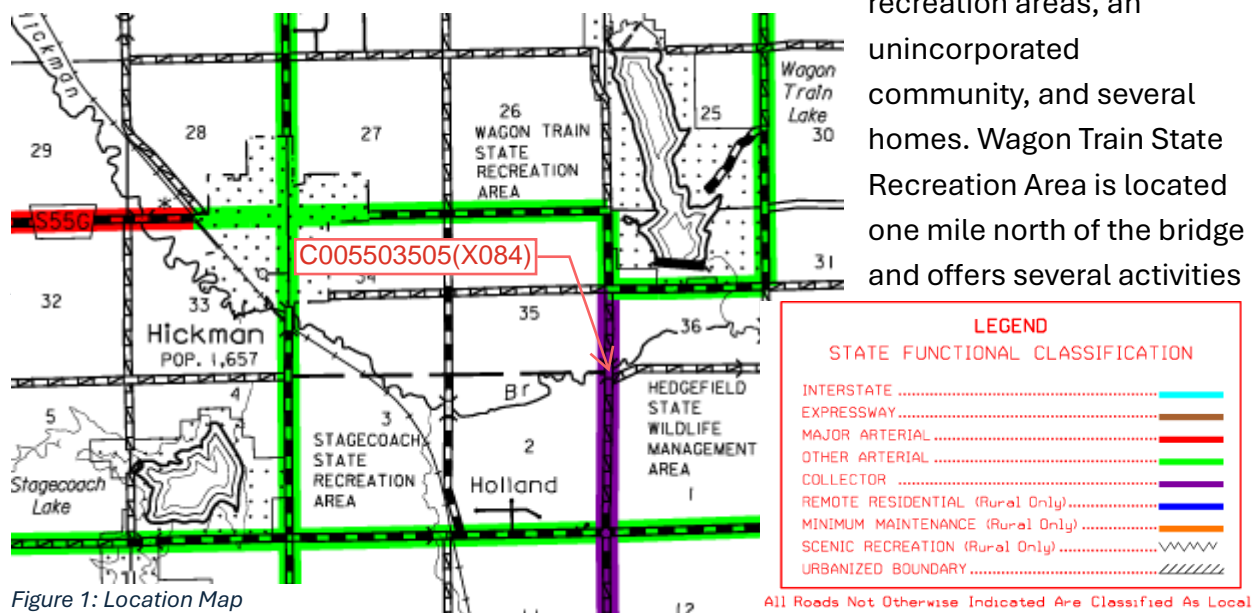 recreation areas, an
unincorporated
community, and several
homes. Wagon Train State
Recreation Area is located
one mile north of the bridge
and offers several activities
Hickman
29
28
27
26
WAGON TRAIN
STATE
RECREATION
AREA
25
Wagon
Train
Lake
30
S55G
*
C005503505(X084)
31
32
33
34
35
36
Hickman
POP. 1,657
Br
HEDGEFIELD
STATE
WILDLIFE
MANAGEMENT
AREA
5
4
3
2
1
STAGECOACH
STATE
RECREATION
AREA
Stagecoach
Lake
Holland
12
LEGEND
STATE FUNCTIONAL CLASSIFICATION
INTERSTATE
EXPRESSWAY
MAJOR ARTERIAL
OTHER ARTERIAL
COLLECTOR
REMOTE RESIDENTIAL (Rural Only)
MINIMUM MAINTENANCE (Rural Only)
SCENIC RECREATION (Rural Only)
URBANIZED BOUNDARY
All Roads Not Otherwise Indicated Are Classified As Local
Figure 1: Location Map